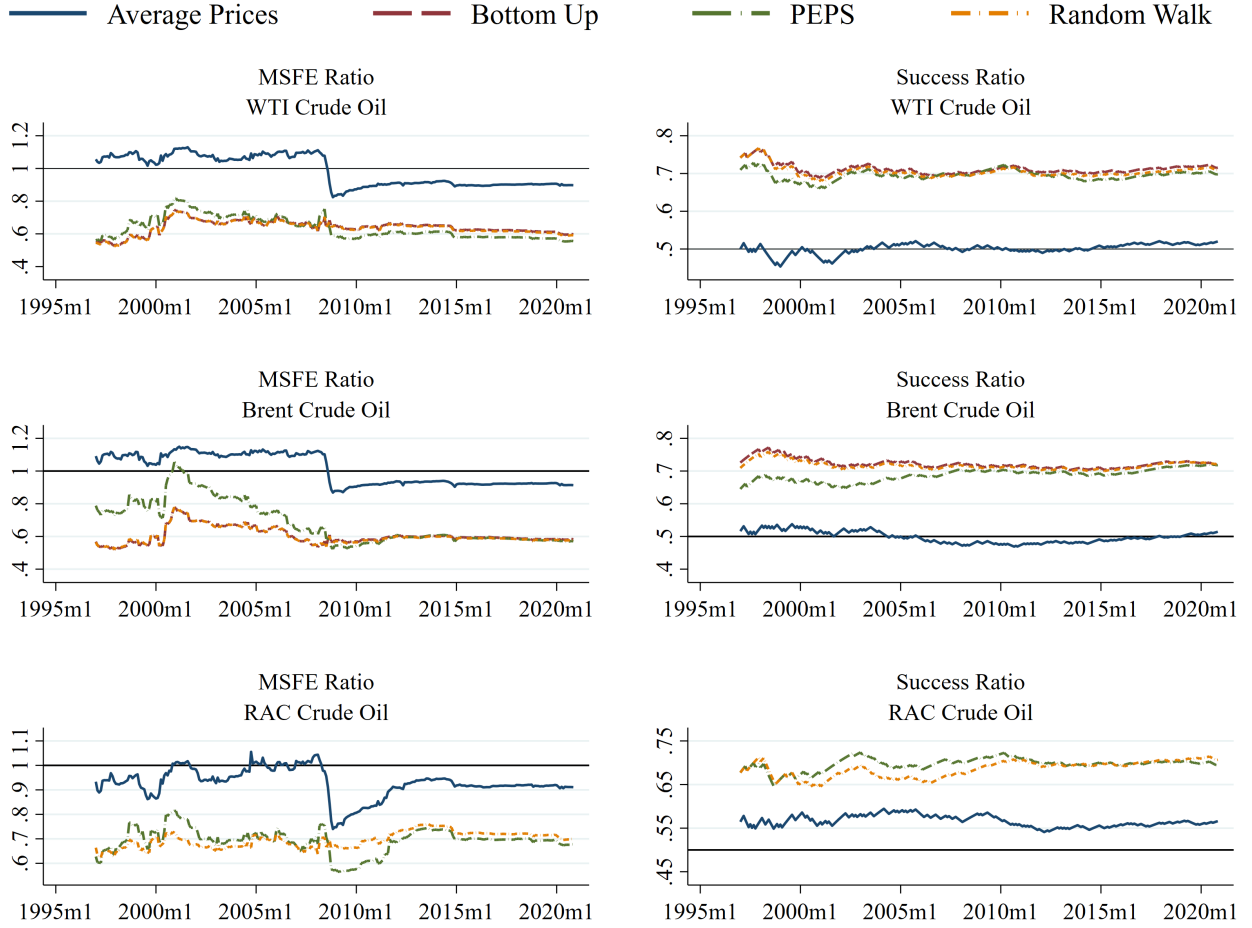 Average Prices Bottom Up PEPS Random Walk
MSFE Ratio
WTI Crude Oil
1.2
1
.8
.6
.4
1995m1 2000m1 2005m1 2010m1 2015m1 2020m1
Success Ratio
WTI Crude Oil
.8
.7
.6
.5
1995m1 2000m1 2005m1 2010m1 2015m1 2020m1
MSFE Ratio
Brent Crude Oil
1.2
1
.8
.6
.4
1995m1 2000m1 2005m1 2010m1 2015m1 2020m1
Success Ratio
Brent Crude Oil
.8
.7
.6
.5
.4
1995m1 2000m1 2005m1 2010m1 2015m1 2020m1
MSFE Ratio
RAC Crude Oil
1.1
1
.9
.8
.7
.6
1995m1 2000m1 2005m1 2010m1 2015m1 2020m1
Success Ratio
RAC Crude Oil
.75
.65
.55
.45
1995m1 2000m1 2005m1 2010m1 2015m1 2020m1